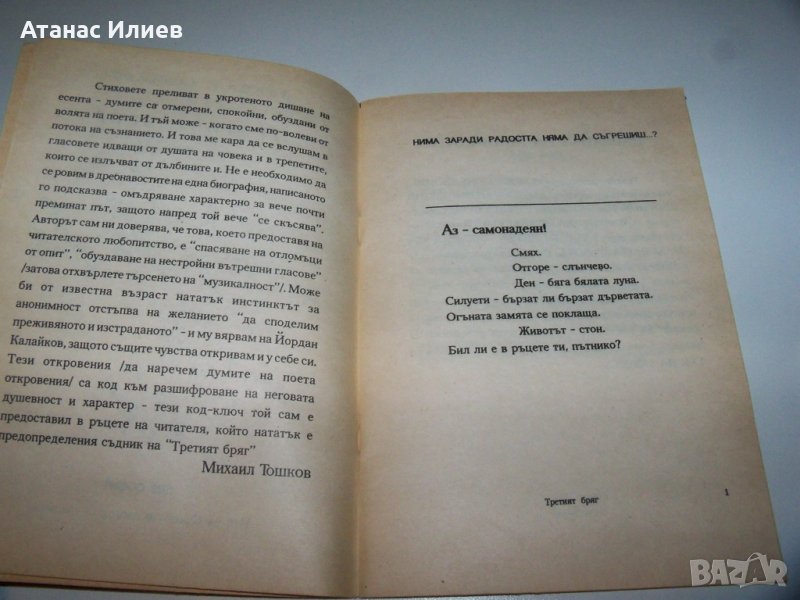 Атанас Илиев
Стиховете преливат в укротеното дишане на
есента - думите са отмерени, спокойни, обуздани от
волята на поета. И тъй може - когато сме по-волеви от
потока на съзнанието. И това ме кара да се вслушам в
гласовете идващи от душата на човека и в трепетите,
които се излъчват от дълбините и. Не е необходимо да
се ровим в древнавостите на една биография, написаното
го подсказва - омъдряване характерно за вече почти
преминат път, защото напред той вече "се скъсява".
Авторът сам ни доверява, че това, което предоставя на
читателското любопитство, е "спасяване на отломъци
от опит", "обуздаване на нестройни вътрешни гласове"
/затова отхвърлете търсенето на "музикалност"/. Може
би от известна възраст нататък инстинктът за
анонимност отстъпва на желанието "да споделим
преживяното и изстраданото" - и му вярвам на Йордан
Калайков, защото същите чувства откривам и у себе си.
Тези откровения /да наречем думите на поета
откровения/ са код към разшифроване на неговата
душевност и характер - тези код-ключ той сам е
предоставил в ръцете на читателя, който нататък е
предопределения съдник на "Третият бряг"
Михаил Тошков
НИМА ЗАРАДИ РАДОСТТА НЯМА ДА СЪГРЕШИШ...?
Аз - самонадеян!
Смях.
Отгоре - слънчево.
Ден - бяга бялата луна.
Силуети - бързат ли бързат дърветата.
Огъната замята се поклаща.
Животът - стон.
Бил ли е в ръцете ти, пътнико?
Третият бряг
1
BAZAR